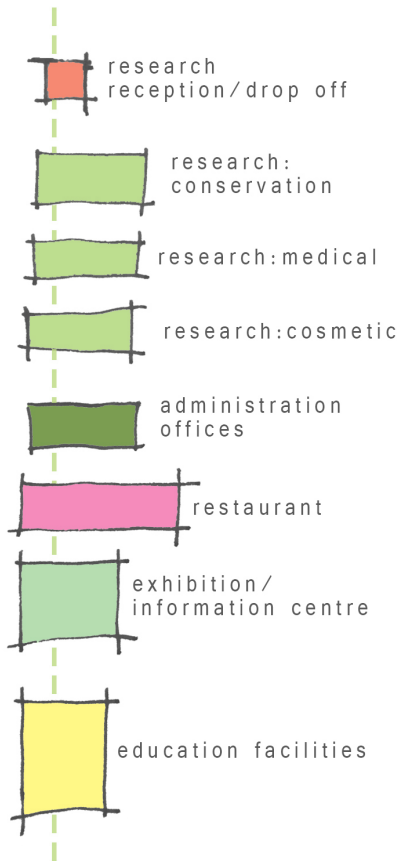 research
reception/drop off
research:
conservation
research:medical
research:cosmetic
administration
offices
restaurant
exhibition/
information centre
education facilities